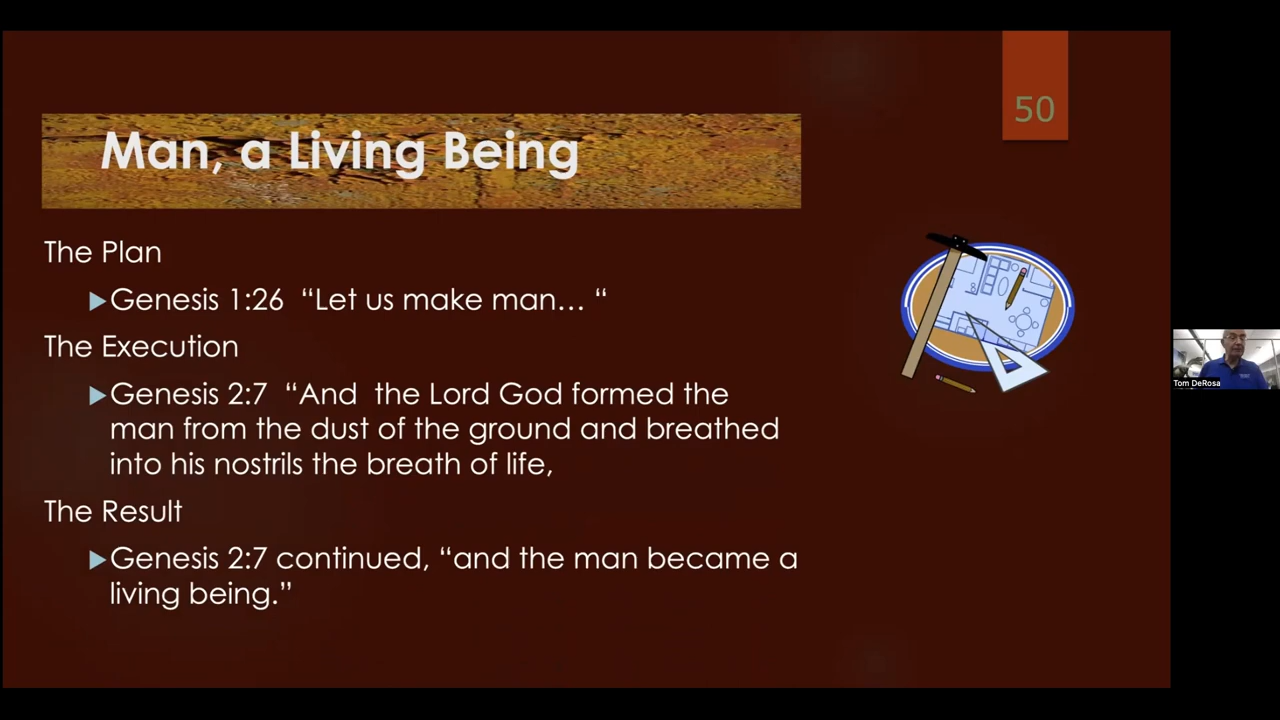 50
Man, a Living Being
The Plan
Genesis 1:26  “Let us make man… “
The Execution
Genesis 2:7  “And  the Lord God formed the
man from the dust of the ground and breathed
into his nostrils the breath of life,
The Result
Genesis 2:7 continued, “and the man became a
living being.”
Tom DeRosa